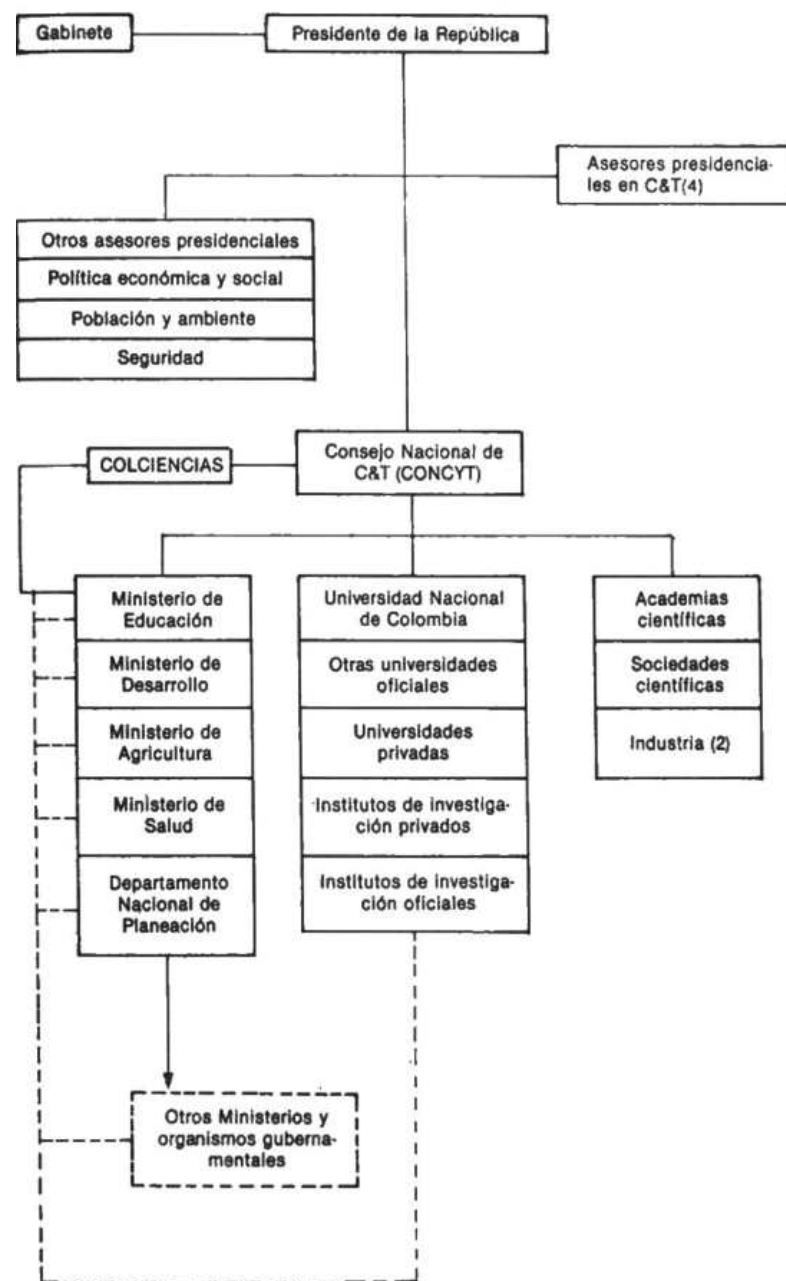 Gabinete
Presidente de la República
Asesores presidencia-
les en C&T(4)
Otros asesores presidenciales
Política económica y social
Población y ambiente
Seguridad
COLCIENCIAS
Consejo Nacional de
C&T (CONCYT)
Ministerio de
Educación
Ministerio de
Desarrollo
Ministerio de
Agricultura
Ministerio de
Salud
Departamento
Nacional de
Planeación
Universidad Nacional
de Colombia
Otras universidades
oficiales
Universidades
privadas
Institutos de investiga-
ción privados
Institutos de investiga-
ción oficiales
Academias
científicas
Sociedades
científicas
Industria (2)
Otros Ministerios y
organismos guberna-
mentales